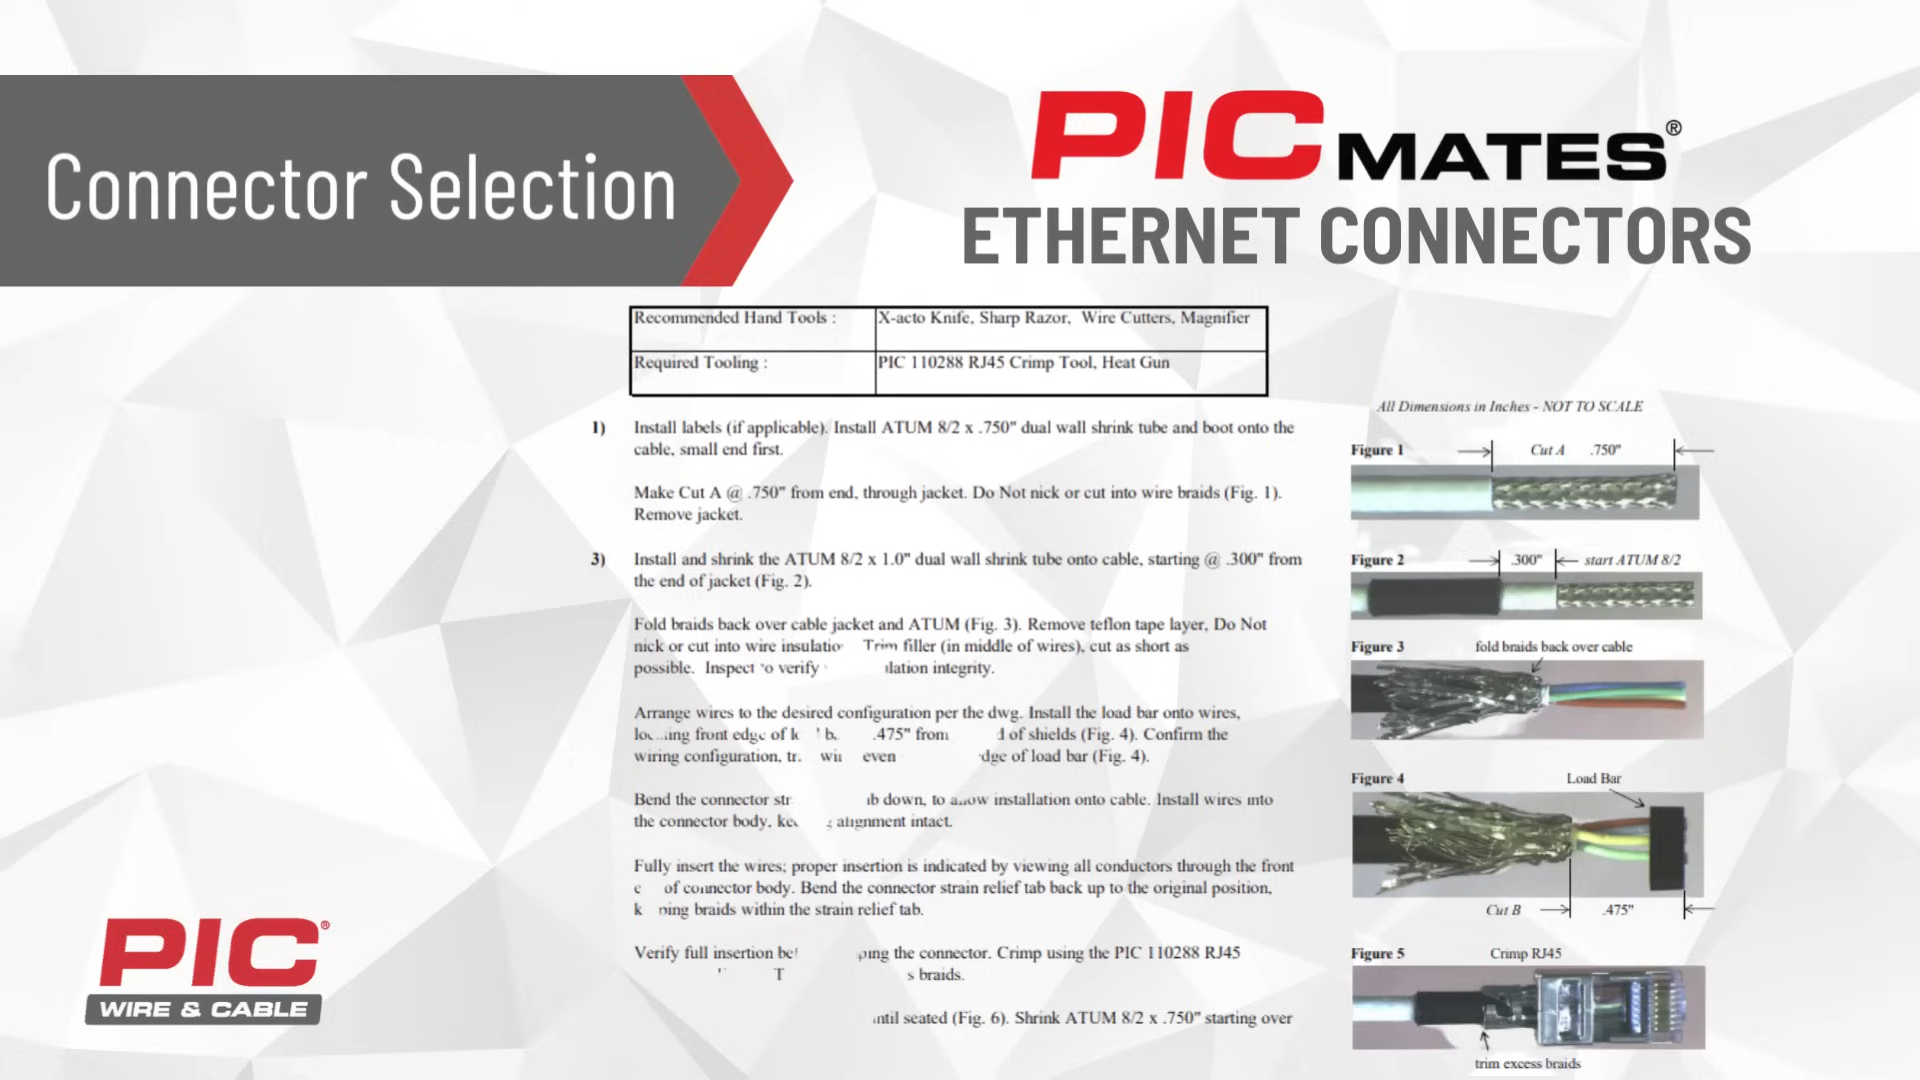 Connector Selection
PIC MATES®
ETHERNET CONNECTORS
Recommended Hand Tools : X-acto Knife, Sharp Razor, Wire Cutters, Magnifier
Required Tooling : PIC 110288 RJ45 Crimp Tool, Heat Gun
1) Install labels (if applicable). Install ATUM 8/2 x .750" dual wall shrink tube and boot onto the
cable, small end first.
Make Cut A @ .750" from end, through jacket. Do Not nick or cut into wire braids (Fig. 1).
Remove jacket.
3) Install and shrink the ATUM 8/2 x 1.0" dual wall shrink tube onto cable, starting @ .300" from
the end of jacket (Fig. 2).
Fold braids back over cable jacket and ATUM (Fig. 3). Remove teflon tape layer, Do Not
nick or cut into wire Trim filler (in middle of wires), cut as short as
possible. Inspect to verify integrity.
Arrange wires to the desired configuration per the dwg. Install the load bar onto wires,
front edge of .475" from of shields (Fig. 4). Confirm the
wiring configuration, even of load bar (Fig. 4).
Bend the connector down, to allow installation onto cable. Install wires into
the connector body, alignment intact.
Fully insert the wires; proper insertion is indicated by viewing all conductors through the front
of connector body. Bend the connector strain relief tab back up to the original position,
braids within the strain relief tab.
Verify full insertion the connector. Crimp using the PIC 110288 RJ45
braids.
seated (Fig. 6). Shrink ATUM 8/2 x .750" starting over
All Dimensions in Inches - NOT TO SCALE
Figure 1 Cut A .750"
Figure 2 .300" start ATUM 8/2
Figure 3 fold braids back over cable
Figure 4 Load Bar
Cut B .475"
Figure 5 Crimp RJ45
trim excess braids
PIC®
WIRE & CABLE